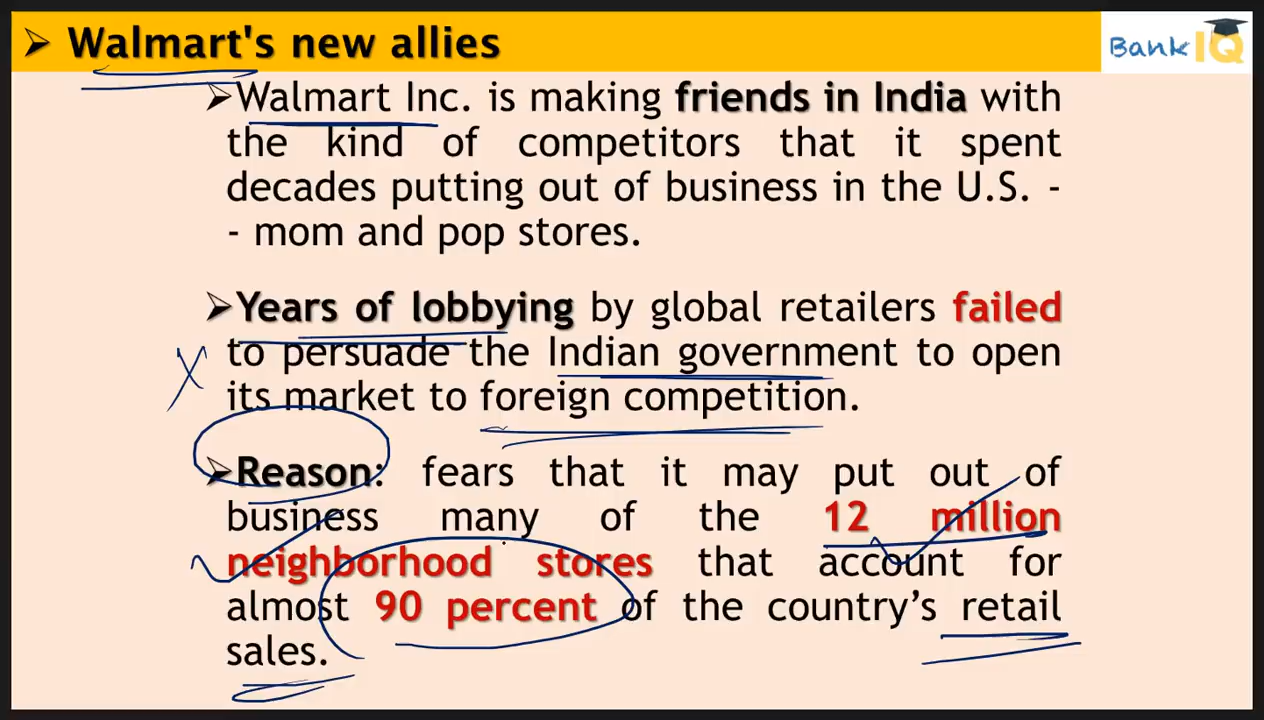 ➢ Walmart's new allies
Bank IQ
➢Walmart Inc. is making friends in India with
the kind of competitors that it spent
decades putting out of business in the U.S. -
- mom and pop stores.
➢Years of lobbying by global retailers failed
to persuade the Indian government to open
its market to foreign competition.
➢Reason: fears that it may put out of
business many of the 12 million
neighborhood stores that account for
almost 90 percent of the country’s retail
sales.